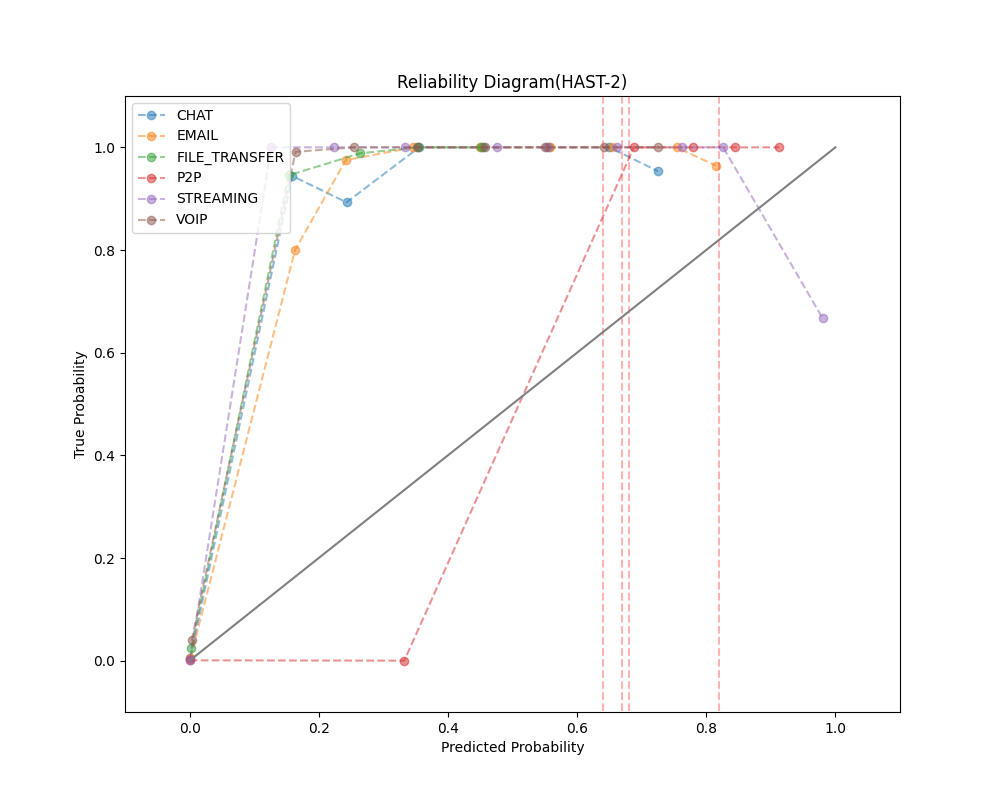 Reliability Diagram(HAST-2)
CHAT
EMAIL
FILE_TRANSFER
P2P
STREAMING
VOIP
True Probability
1.0
0.8
0.6
0.4
0.2
0.0
0.0 0.2 0.4 0.6 0.8 1.0
Predicted Probability